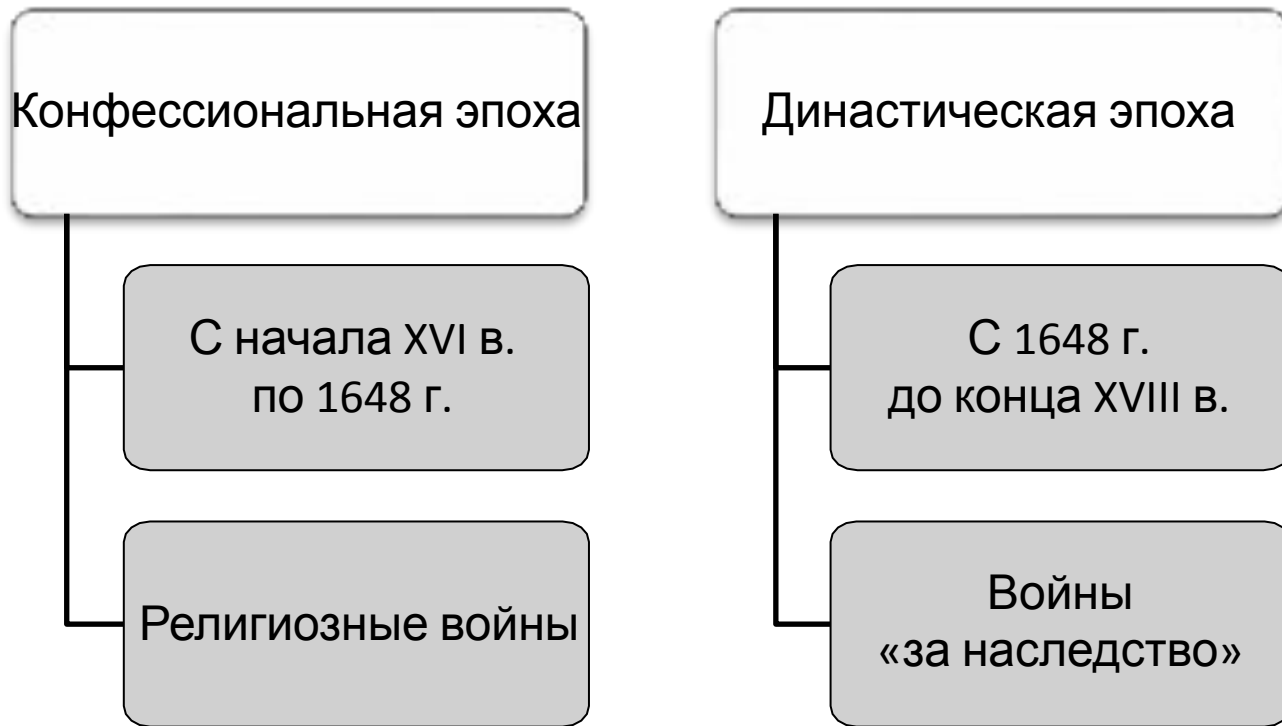 Конфессиональная эпоха
С начала XVI в.
по 1648 г.
Религиозные войны
Династическая эпоха
С 1648 г.
до конца XVIII в.
Войны
«за наследство»